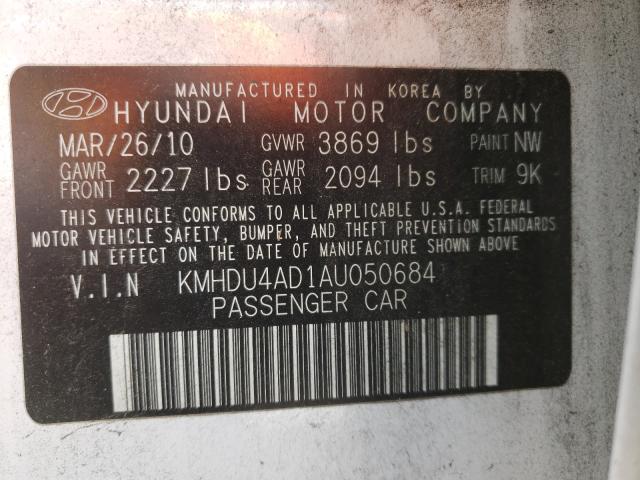 MANUFACTURED IN KOREA BY
HYUNDAI MOTOR COMPANY
MAR/26/10 GVWR 3869 lbs PAINT NW
GAWR FRONT 2227 lbs GAWR REAR 2094 lbs TRIM 9K
THIS VEHICLE CONFORMS TO ALL APPLICABLE U.S.A. FEDERAL
MOTOR VEHICLE SAFETY, BUMPER, AND THEFT PREVENTION STANDARDS
IN EFFECT ON THE DATE OF MANUFACTURE SHOWN ABOVE
V.I.N KMHDU4AD1AU050684
PASSENGER CAR